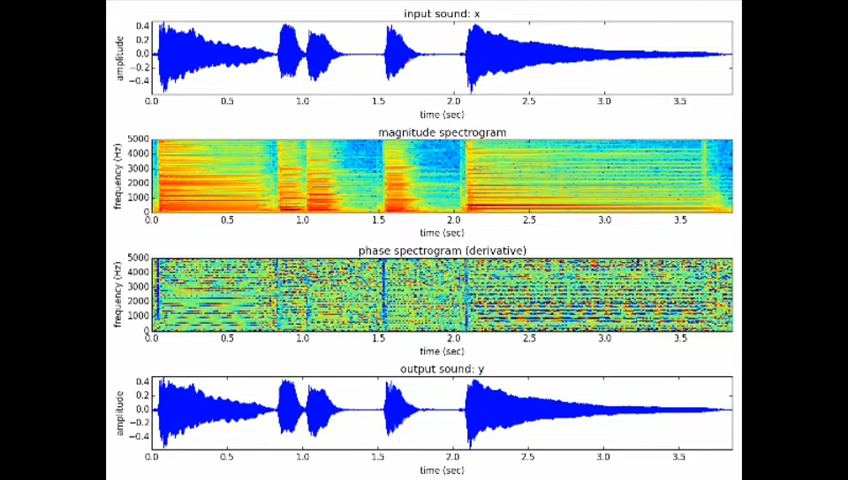 input sound: x
amplitude
0.4
0.2
0.0
−0.2
−0.4
0.0 0.5 1.0 1.5 2.0 2.5 3.0 3.5
time (sec)
magnitude spectrogram
frequency (Hz)
5000
4000
3000
2000
1000
0
0.0 0.5 1.0 1.5 2.0 2.5 3.0 3.5
time (sec)
phase spectrogram (derivative)
frequency (Hz)
5000
4000
3000
2000
1000
0
0.0 0.5 1.0 1.5 2.0 2.5 3.0 3.5
time (sec)
output sound: y
amplitude
0.4
0.2
0.0
−0.2
−0.4
0.0 0.5 1.0 1.5 2.0 2.5 3.0 3.5
time (sec)